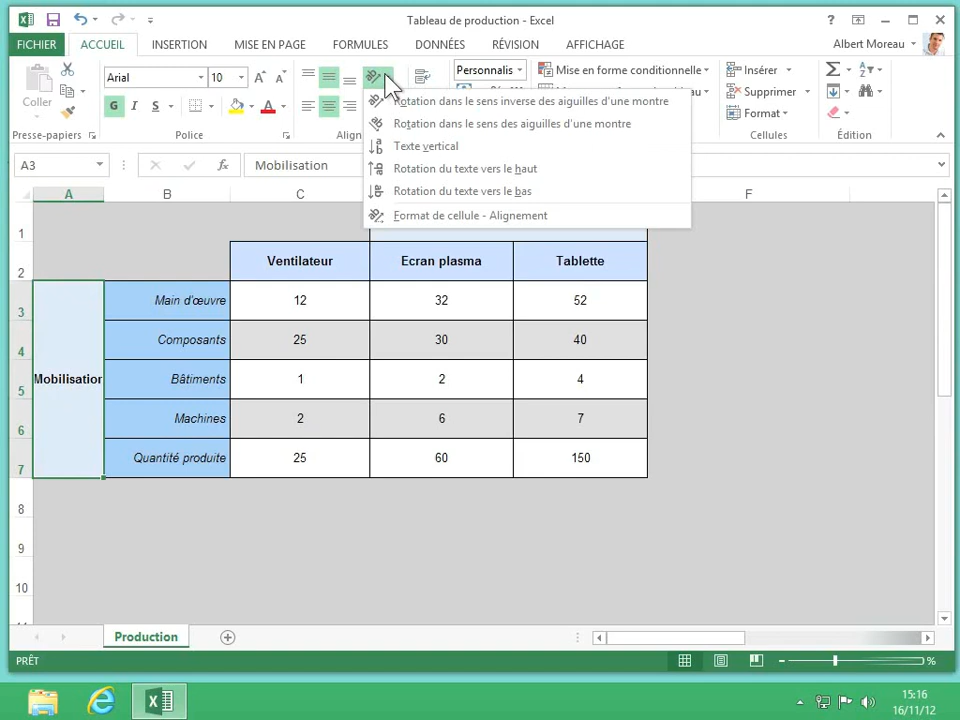 Tableau de production - Excel
?
FICHIER ACCUEIL INSERTION MISE EN PAGE FORMULES DONNÉES RÉVISION AFFICHAGE Albert Moreau
Coller
Arial 10 A A
G I S A
Personnalis
Mise en forme conditionnelle
Insérer
Supprimer
Format
Presse-papiers Police Align Cellules Édition
Rotation dans le sens inverse des aiguilles d'une montre
Rotation dans le sens des aiguilles d'une montre
Texte vertical
Rotation du texte vers le haut
Rotation du texte vers le bas
Format de cellule - Alignement
A3 fx Mobilisation
A B C F
1
2 Ventilateur Ecran plasma Tablette
3 Main d'œuvre 12 32 52
4 Composants 25 30 40
5 Mobilisation Bâtiments 1 2 4
6 Machines 2 6 7
7 Quantité produite 25 60 150
8
9
10
Production
PRÊT %
15:16
16/11/12